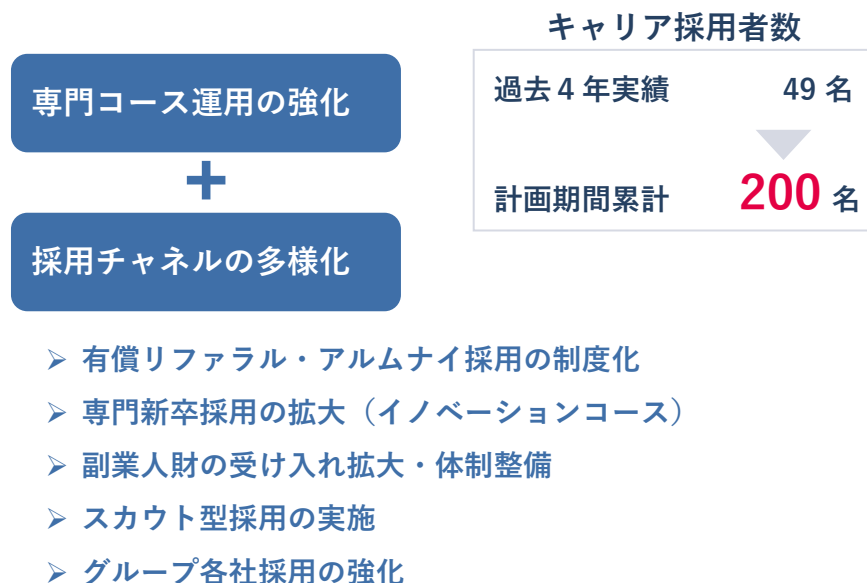 キャリア採用者数
専門コース運用の強化
+
採用チャネルの多様化
過去4年実績 49名
計画期間累計 200名
➢ 有償リファラル・アルムナイ採用の制度化
➢ 専門新卒採用の拡大（イノベーションコース）
➢ 副業人財の受け入れ拡大・体制整備
➢ スカウト型採用の実施
➢ グループ各社採用の強化